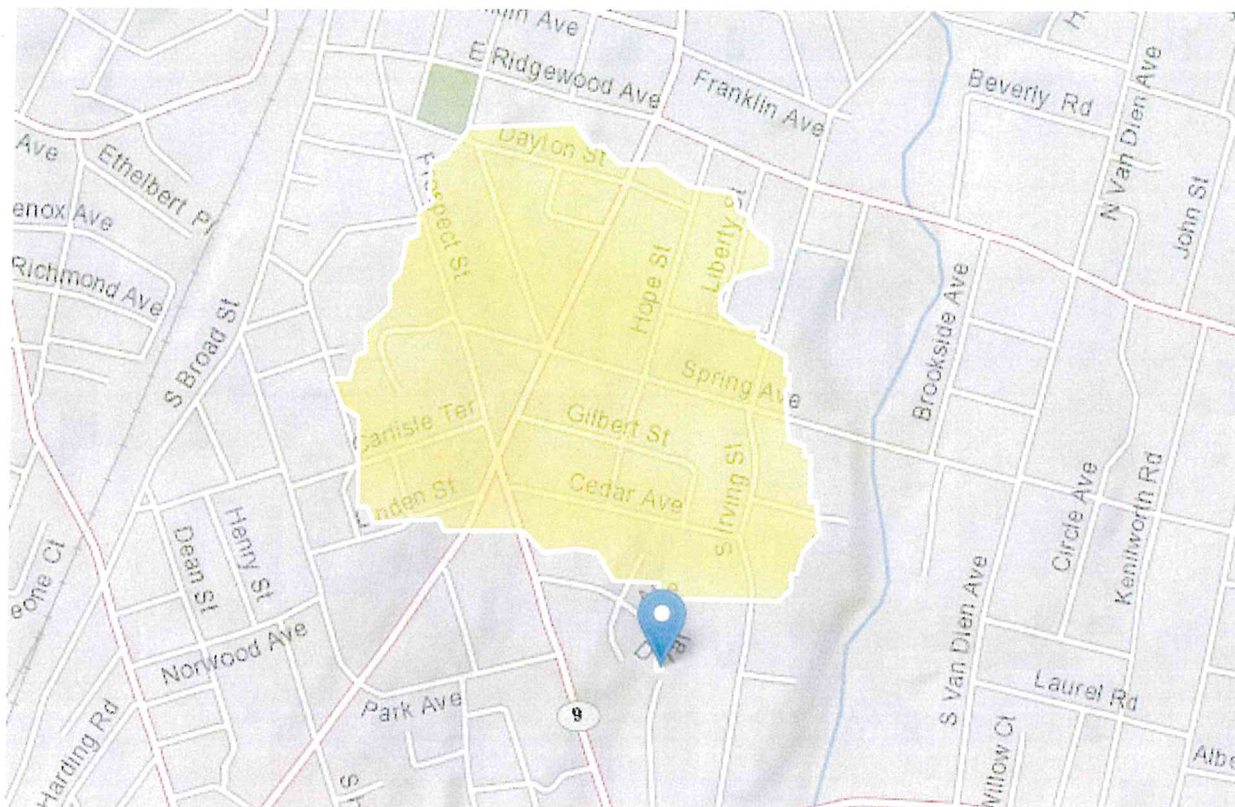 Ave
E Ridgewood Ave
Franklin Ave
Beverly Rd
N Van Dien Ave
John St
Ave
Ethelbert Pl
enox Ave
Richmond Ave
S Broad St
Dayton St
Prospect St
Hope St
Liberty St
Brookside Ave
Spring Ave
Carlisle Ter
Gilbert St
Cedar Ave
S Irving St
Linden St
Dean St
Henry St
eone Ct
Norwood Ave
Park Ave
Harding Rd
9
S Van Dien Ave
Circle Ave
Kenilworth Rd
Laurel Rd
Willow Ct
Albe